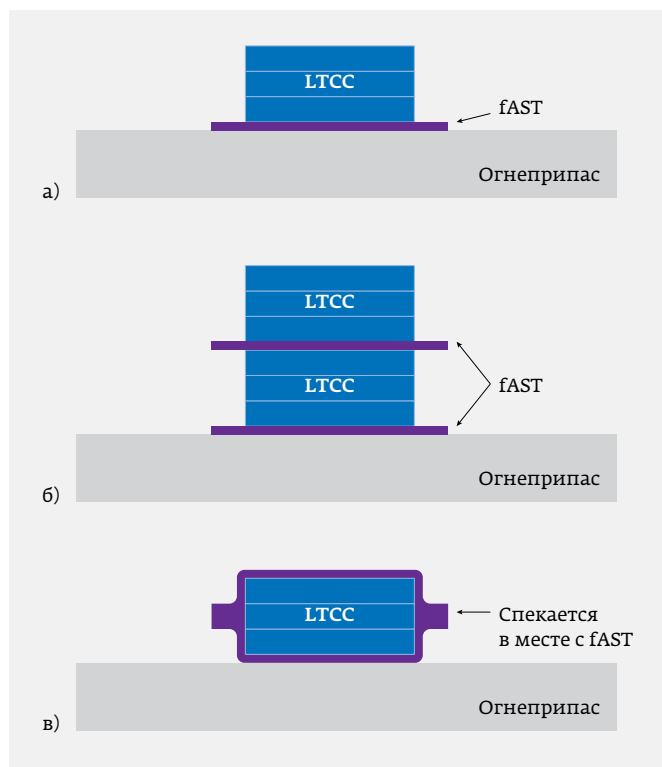 LTCC
fAST
Огнеприпас
а)
LTCC
LTCC
fAST
Огнеприпас
б)
LTCC
Спекается
в месте с fAST
Огнеприпас
в)